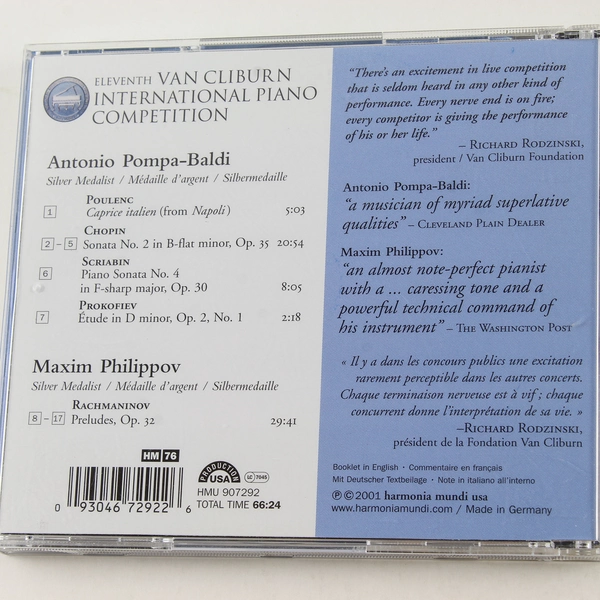 ELEVENTH VAN CLIBURN
INTERNATIONAL PIANO
COMPETITION
Antonio Pompa-Baldi
Silver Medalist / Médaille d'argent / Silbermedaille
POULENC
1 Caprice italien (from Napoli) 5:03
CHOPIN
2 – 5 Sonata No. 2 in B-flat minor, Op. 35 20:54
SCRIABIN
6 Piano Sonata No. 4
in F-sharp major, Op. 30 8:05
PROKOFIEV
7 Étude in D minor, Op. 2, No. 1 2:18
Maxim Philippov
Silver Medalist / Médaille d'argent / Silbermedaille
RACHMANINOV
8 – 17 Preludes, Op. 32 29:41
HM 76
0 93046 72922 6
PRODUCTION
USA
LC 7045
HMU 907292
TOTAL TIME 66:24
"There's an excitement in live competition
that is seldom heard in any other kind of
performance. Every nerve end is on fire;
every competitor is giving the performance
of his or her life."
– RICHARD RODZINSKI,
president / Van Cliburn Foundation
Antonio Pompa-Baldi:
"a musician of myriad superlative
qualities" – CLEVELAND PLAIN DEALER
Maxim Philippov:
"an almost note-perfect pianist
with a ... caressing tone and a
powerful technical command of
his instrument" – THE WASHINGTON POST
« Il y a dans les concours publics une excitation
rarement perceptible dans les autres concerts.
Chaque terminaison nerveuse est à vif ; chaque
concurrent donne l'interprétation de sa vie. »
–RICHARD RODZINSKI,
président de la Fondation Van Cliburn
Booklet in English · Commentaire en français
Mit Deutscher Textbeilage · Note in italiano all'interno
℗ © 2001 harmonia mundi usa
www.harmoniamundi.com / Made in Germany